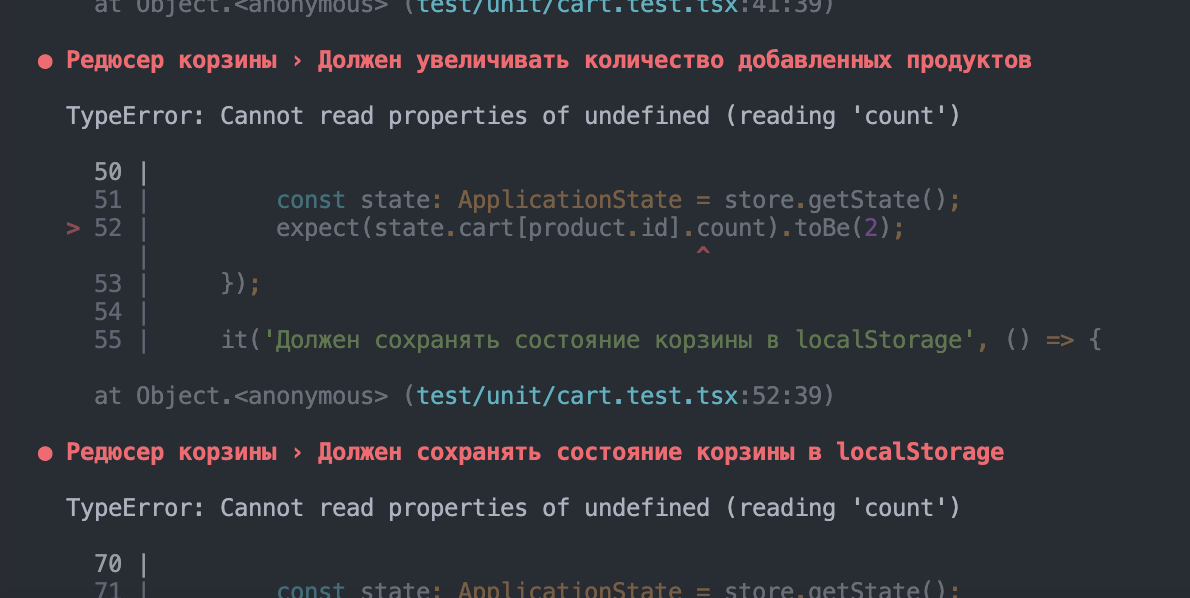 at Object.<anonymous> (test/unit/cart.test.tsx:41:39)
● Редюсер корзины › Должен увеличивать количество добавленных продуктов
TypeError: Cannot read properties of undefined (reading 'count')
50 |
51 | const state: ApplicationState = store.getState();
> 52 | expect(state.cart[product.id].count).toBe(2);
| ^
53 | });
54 |
55 | it('Должен сохранять состояние корзины в localStorage', () => {
at Object.<anonymous> (test/unit/cart.test.tsx:52:39)
● Редюсер корзины › Должен сохранять состояние корзины в localStorage
TypeError: Cannot read properties of undefined (reading 'count')
70 |
71 | const state: ApplicationState = store.getState();